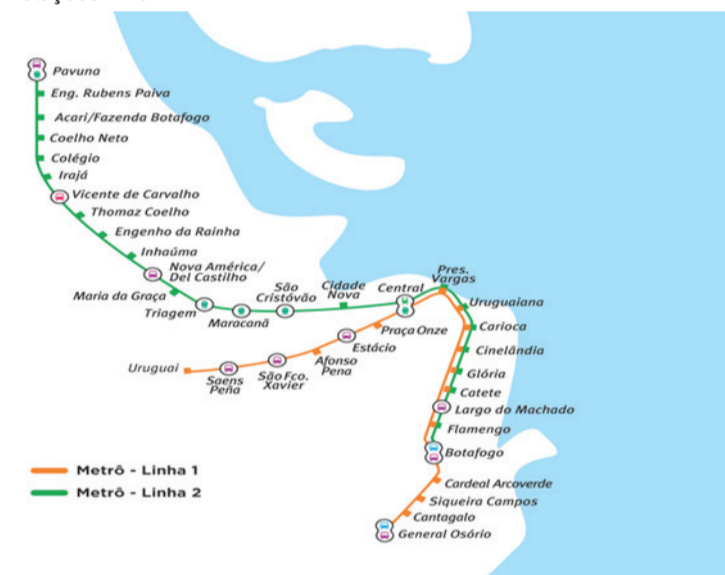 Pavuna
Eng. Rubens Paiva
Acari/Fazenda Botafogo
Coelho Neto
Colégio
Irajá
Vicente de Carvalho
Thomaz Coelho
Engenho da Rainha
Inhaúma
Nova América/
Del Castilho
Maria da Graça
Triagem
Maracanã
São
Cristóvão
Cidade
Nova
Central
Pres.
Vargas
Uruguaiana
Carioca
Praça Onze
Cinelândia
Estácio
Afonso
Pena
São Fco.
Xavier
Saens
Peña
Uruguai
Glória
Catete
Largo do Machado
Flamengo
Botafogo
Cardeal Arcoverde
Siqueira Campos
Cantagalo
General Osório
Metrô - Linha 1
Metrô - Linha 2